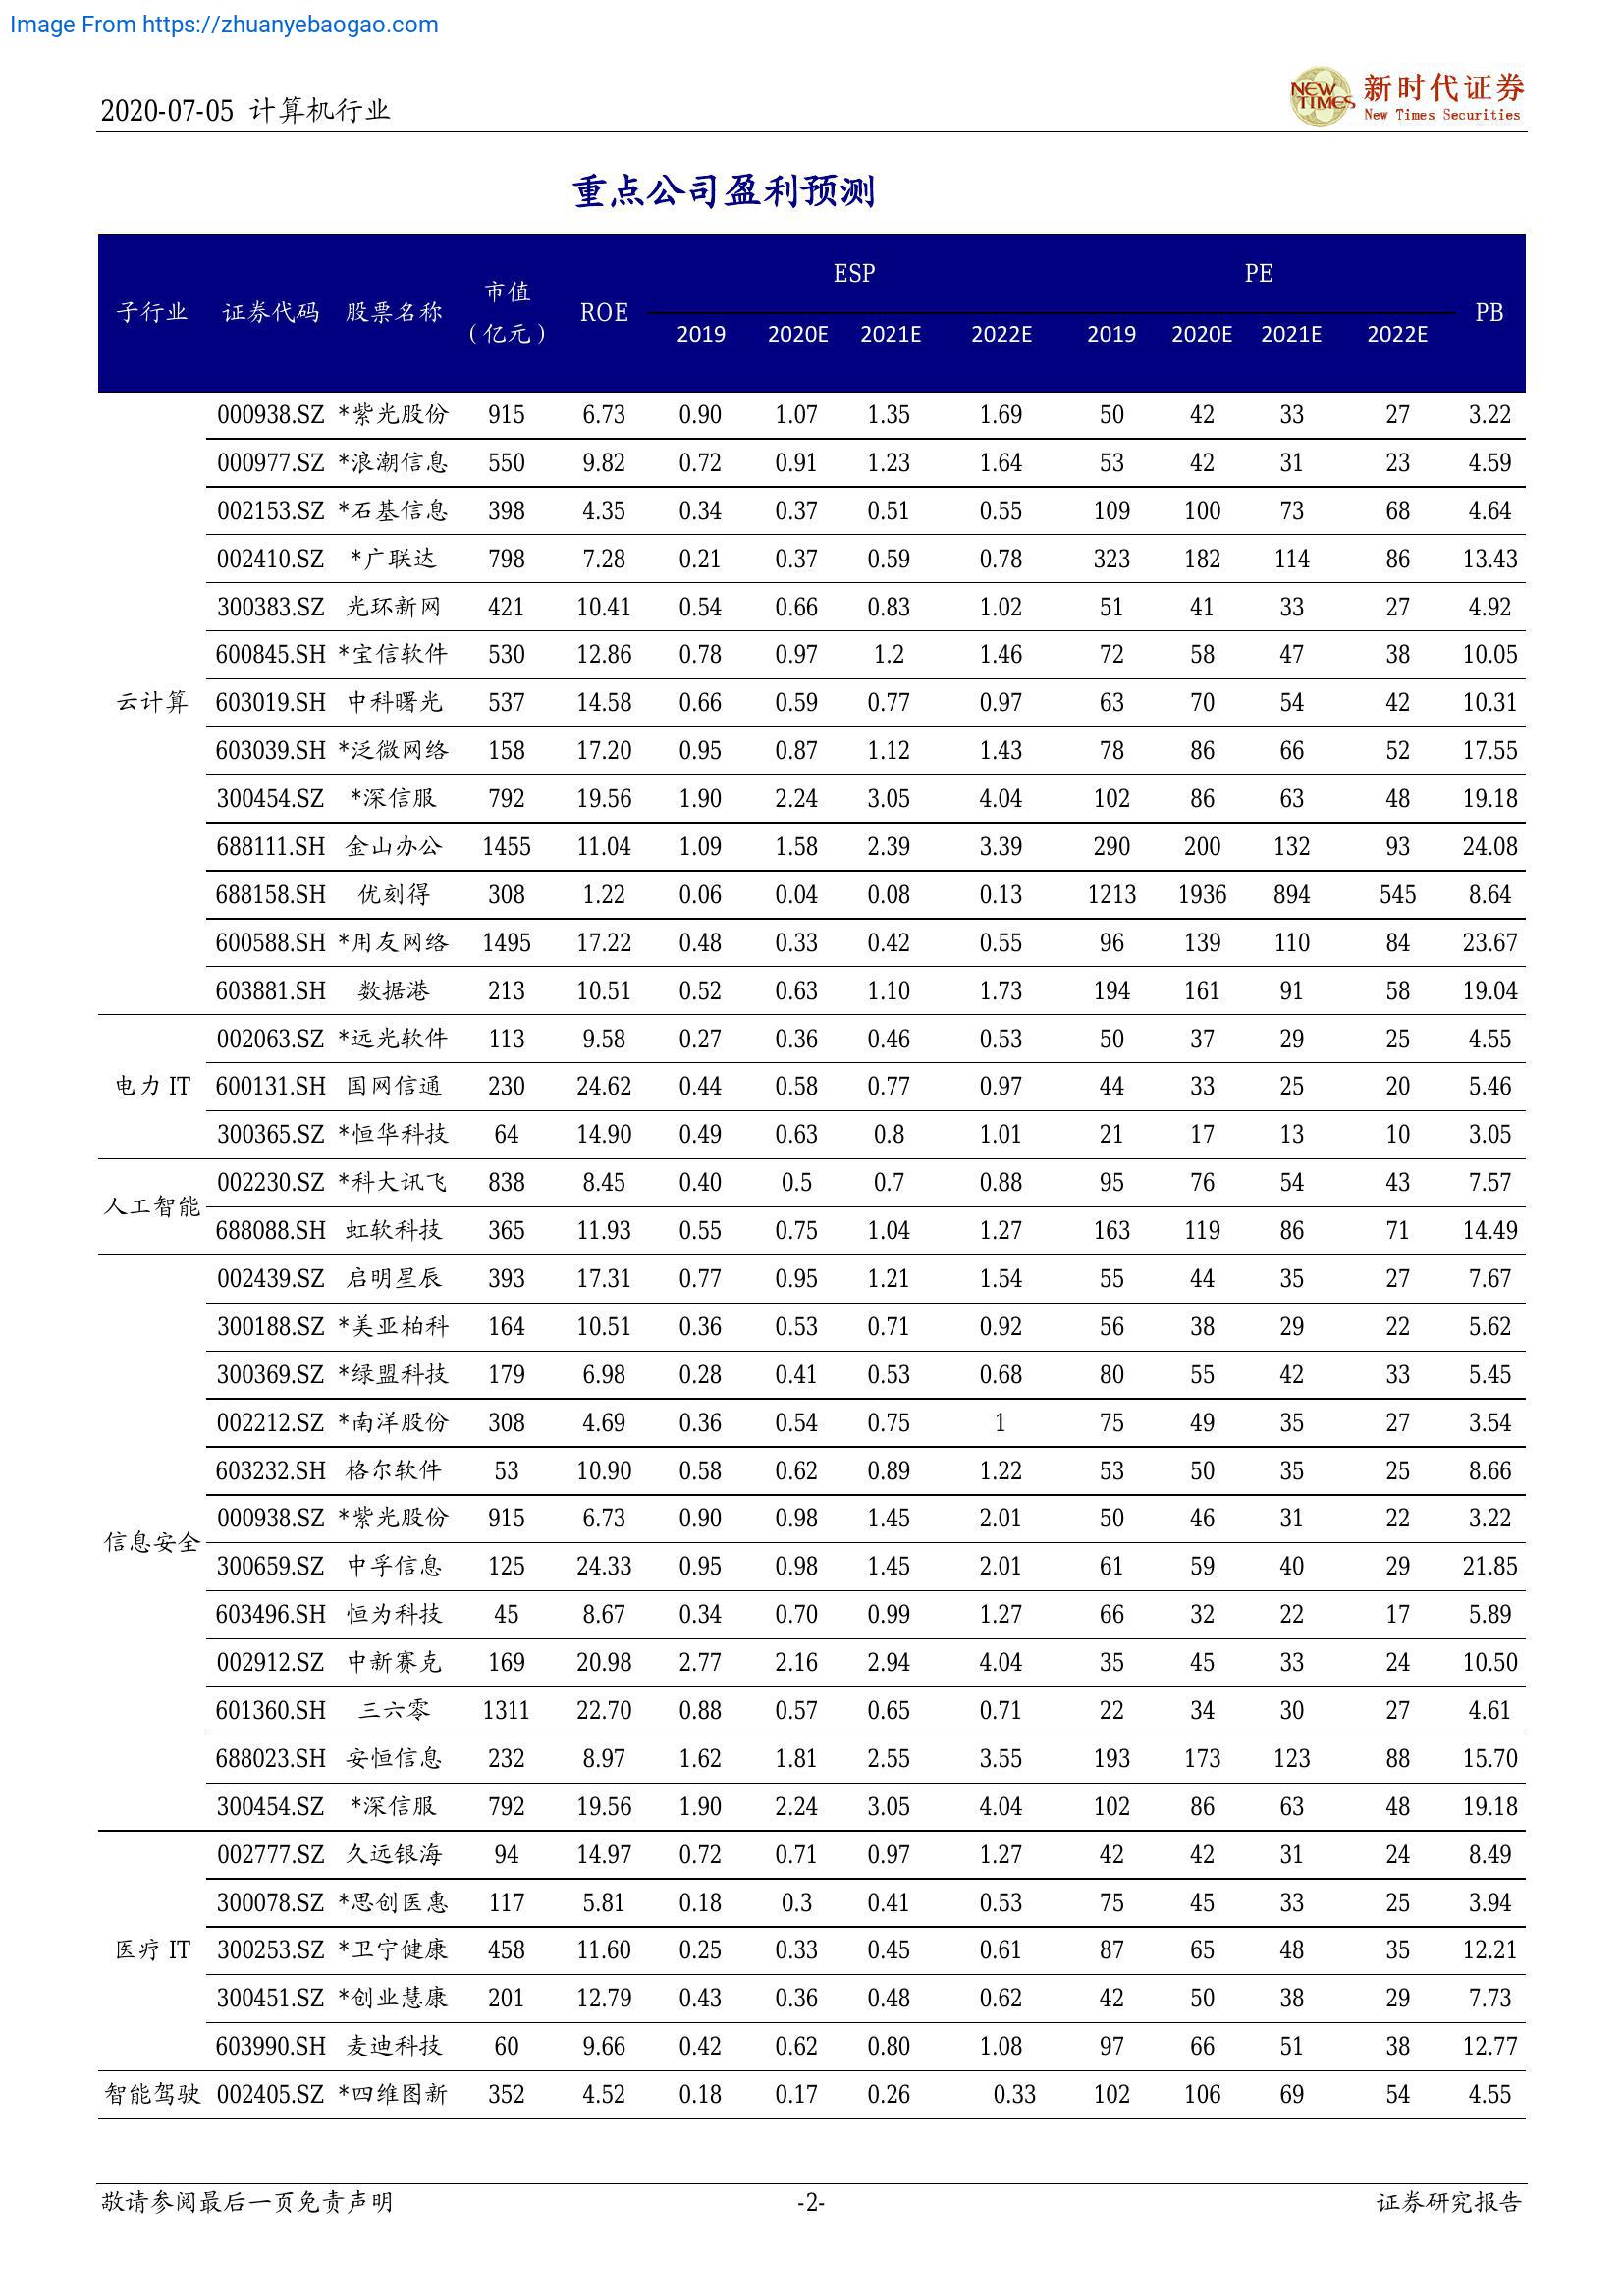 Image From https://zhuanyebaogao.com
2020-07-05 计算机行业
NEW TIMES 新时代证券
New Times Securities
重点公司盈利预测
子行业 证券代码 股票名称 市值（亿元） ROE ESP PE PB
2019 2020E 2021E 2022E 2019 2020E 2021E 2022E
000938.SZ *紫光股份 915 6.73 0.90 1.07 1.35 1.69 50 42 33 27 3.22
000977.SZ *浪潮信息 550 9.82 0.72 0.91 1.23 1.64 53 42 31 23 4.59
002153.SZ *石基信息 398 4.35 0.34 0.37 0.51 0.55 109 100 73 68 4.64
002410.SZ *广联达 798 7.28 0.21 0.37 0.59 0.78 323 182 114 86 13.43
300383.SZ 光环新网 421 10.41 0.54 0.66 0.83 1.02 51 41 33 27 4.92
600845.SH *宝信软件 530 12.86 0.78 0.97 1.2 1.46 72 58 47 38 10.05
云计算 603019.SH 中科曙光 537 14.58 0.66 0.59 0.77 0.97 63 70 54 42 10.31
603039.SH *泛微网络 158 17.20 0.95 0.87 1.12 1.43 78 86 66 52 17.55
300454.SZ *深信服 792 19.56 1.90 2.24 3.05 4.04 102 86 63 48 19.18
688111.SH 金山办公 1455 11.04 1.09 1.58 2.39 3.39 290 200 132 93 24.08
688158.SH 优刻得 308 1.22 0.06 0.04 0.08 0.13 1213 1936 894 545 8.64
600588.SH *用友网络 1495 17.22 0.48 0.33 0.42 0.55 96 139 110 84 23.67
603881.SH 数据港 213 10.51 0.52 0.63 1.10 1.73 194 161 91 58 19.04
002063.SZ *远光软件 113 9.58 0.27 0.36 0.46 0.53 50 37 29 25 4.55
电力 IT 600131.SH 国网信通 230 24.62 0.44 0.58 0.77 0.97 44 33 25 20 5.46
300365.SZ *恒华科技 64 14.90 0.49 0.63 0.8 1.01 21 17 13 10 3.05
人工智能 002230.SZ *科大讯飞 838 8.45 0.40 0.5 0.7 0.88 95 76 54 43 7.57
688088.SH 虹软科技 365 11.93 0.55 0.75 1.04 1.27 163 119 86 71 14.49
002439.SZ 启明星辰 393 17.31 0.77 0.95 1.21 1.54 55 44 35 27 7.67
300188.SZ *美亚柏科 164 10.51 0.36 0.53 0.71 0.92 56 38 29 22 5.62
300369.SZ *绿盟科技 179 6.98 0.28 0.41 0.53 0.68 80 55 42 33 5.45
002212.SZ *南洋股份 308 4.69 0.36 0.54 0.75 1 75 49 35 27 3.54
603232.SH 格尔软件 53 10.90 0.58 0.62 0.89 1.22 53 50 35 25 8.66
信息安全 000938.SZ *紫光股份 915 6.73 0.90 0.98 1.45 2.01 50 46 31 22 3.22
300659.SZ 中孚信息 125 24.33 0.95 0.98 1.45 2.01 61 59 40 29 21.85
603496.SH 恒为科技 45 8.67 0.34 0.70 0.99 1.27 66 32 22 17 5.89
002912.SZ 中新赛克 169 20.98 2.77 2.16 2.94 4.04 35 45 33 24 10.50
601360.SH 三六零 1311 22.70 0.88 0.57 0.65 0.71 22 34 30 27 4.61
688023.SH 安恒信息 232 8.97 1.62 1.81 2.55 3.55 193 173 123 88 15.70
300454.SZ *深信服 792 19.56 1.90 2.24 3.05 4.04 102 86 63 48 19.18
002777.SZ 久远银海 94 14.97 0.72 0.71 0.97 1.27 42 42 31 24 8.49
300078.SZ *思创医惠 117 5.81 0.18 0.3 0.41 0.53 75 45 33 25 3.94
医疗 IT 300253.SZ *卫宁健康 458 11.60 0.25 0.33 0.45 0.61 87 65 48 35 12.21
300451.SZ *创业慧康 201 12.79 0.43 0.36 0.48 0.62 42 50 38 29 7.73
603990.SH 麦迪科技 60 9.66 0.42 0.62 0.80 1.08 97 66 51 38 12.77
智能驾驶 002405.SZ *四维图新 352 4.52 0.18 0.17 0.26 0.33 102 106 69 54 4.55
敬请参阅最后一页免责声明 -2- 证券研究报告